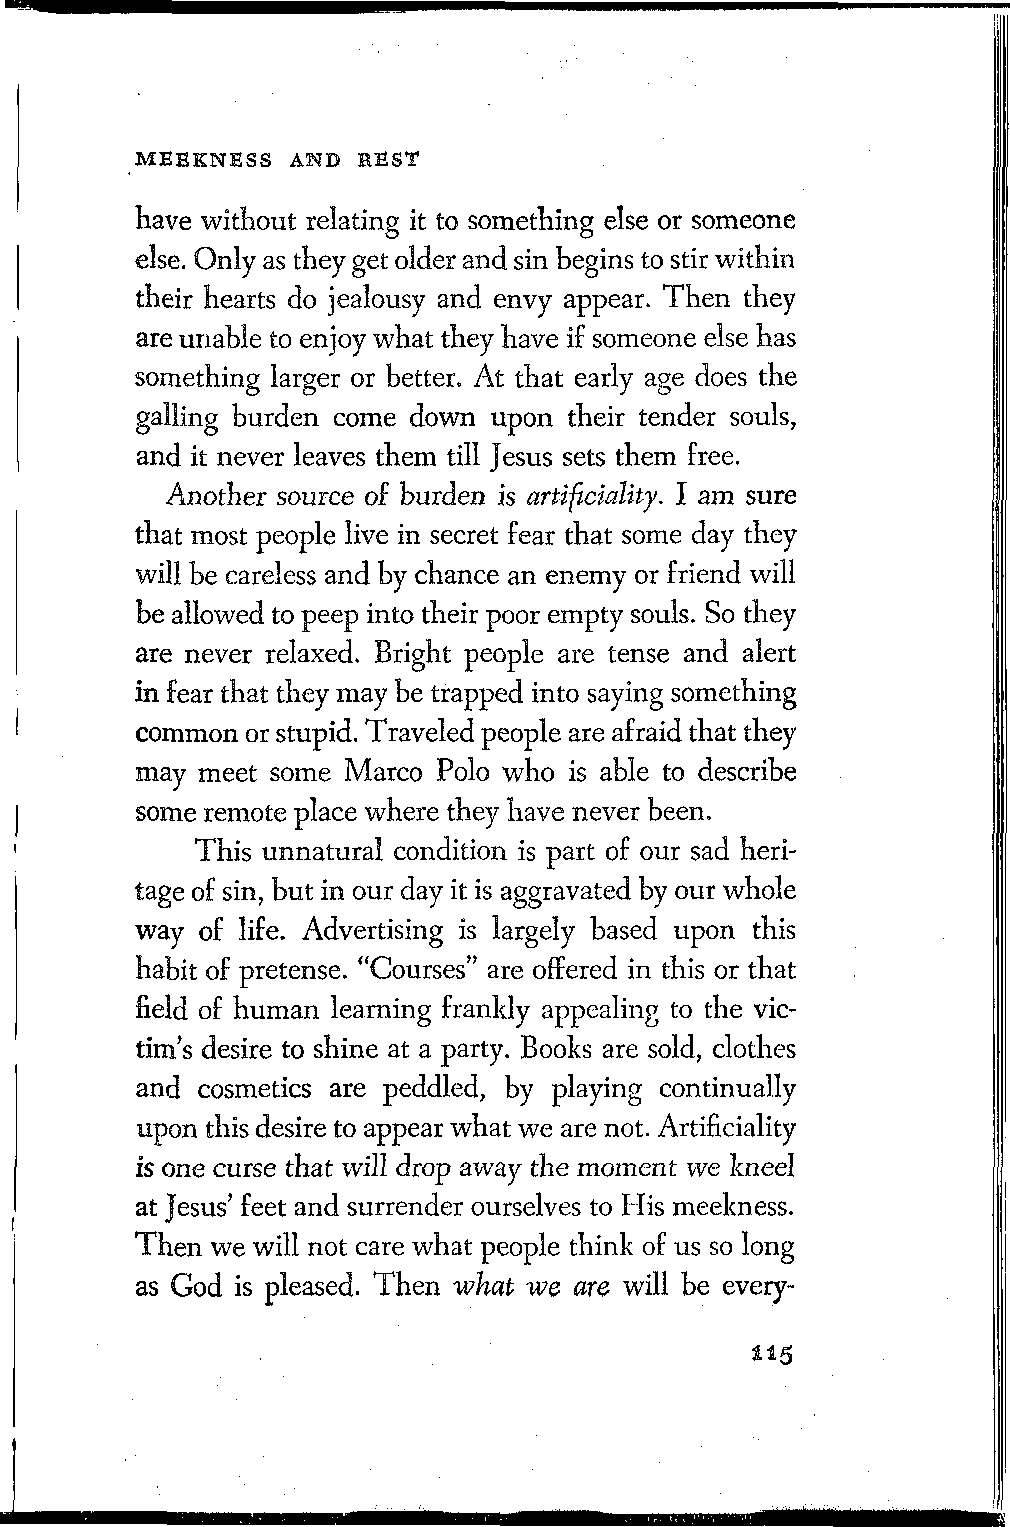 MEEKNESS AND REST
have without relating it to something else or someone
else. Only as they get older and sin begins to stir within
their hearts do jealousy and envy appear. Then they
are unable to enjoy what they have if someone else has
something larger or better. At that early age does the
galling burden come down upon their tender souls,
and it never leaves them till Jesus sets them free.
Another source of burden is artificiality. I am sure
that most people live in secret fear that some day they
will be careless and by chance an enemy or friend will
be allowed to peep into their poor empty souls. So they
are never relaxed. Bright people are tense and alert
in fear that they may be trapped into saying something
common or stupid. Traveled people are afraid that they
may meet some Marco Polo who is able to describe
some remote place where they have never been.
This unnatural condition is part of our sad heri-
tage of sin, but in our day it is aggravated by our whole
way of life. Advertising is largely based upon this
habit of pretense. “Courses” are offered in this or that
field of human learning frankly appealing to the vic-
tim’s desire to shine at a party. Books are sold, clothes
and cosmetics are peddled, by playing continually
upon this desire to appear what we are not. Artificiality
is one curse that will drop away the moment we kneel
at Jesus’ feet and surrender ourselves to His meekness.
Then we will not care what people think of us so long
as God is pleased. Then what we are will be every-
115